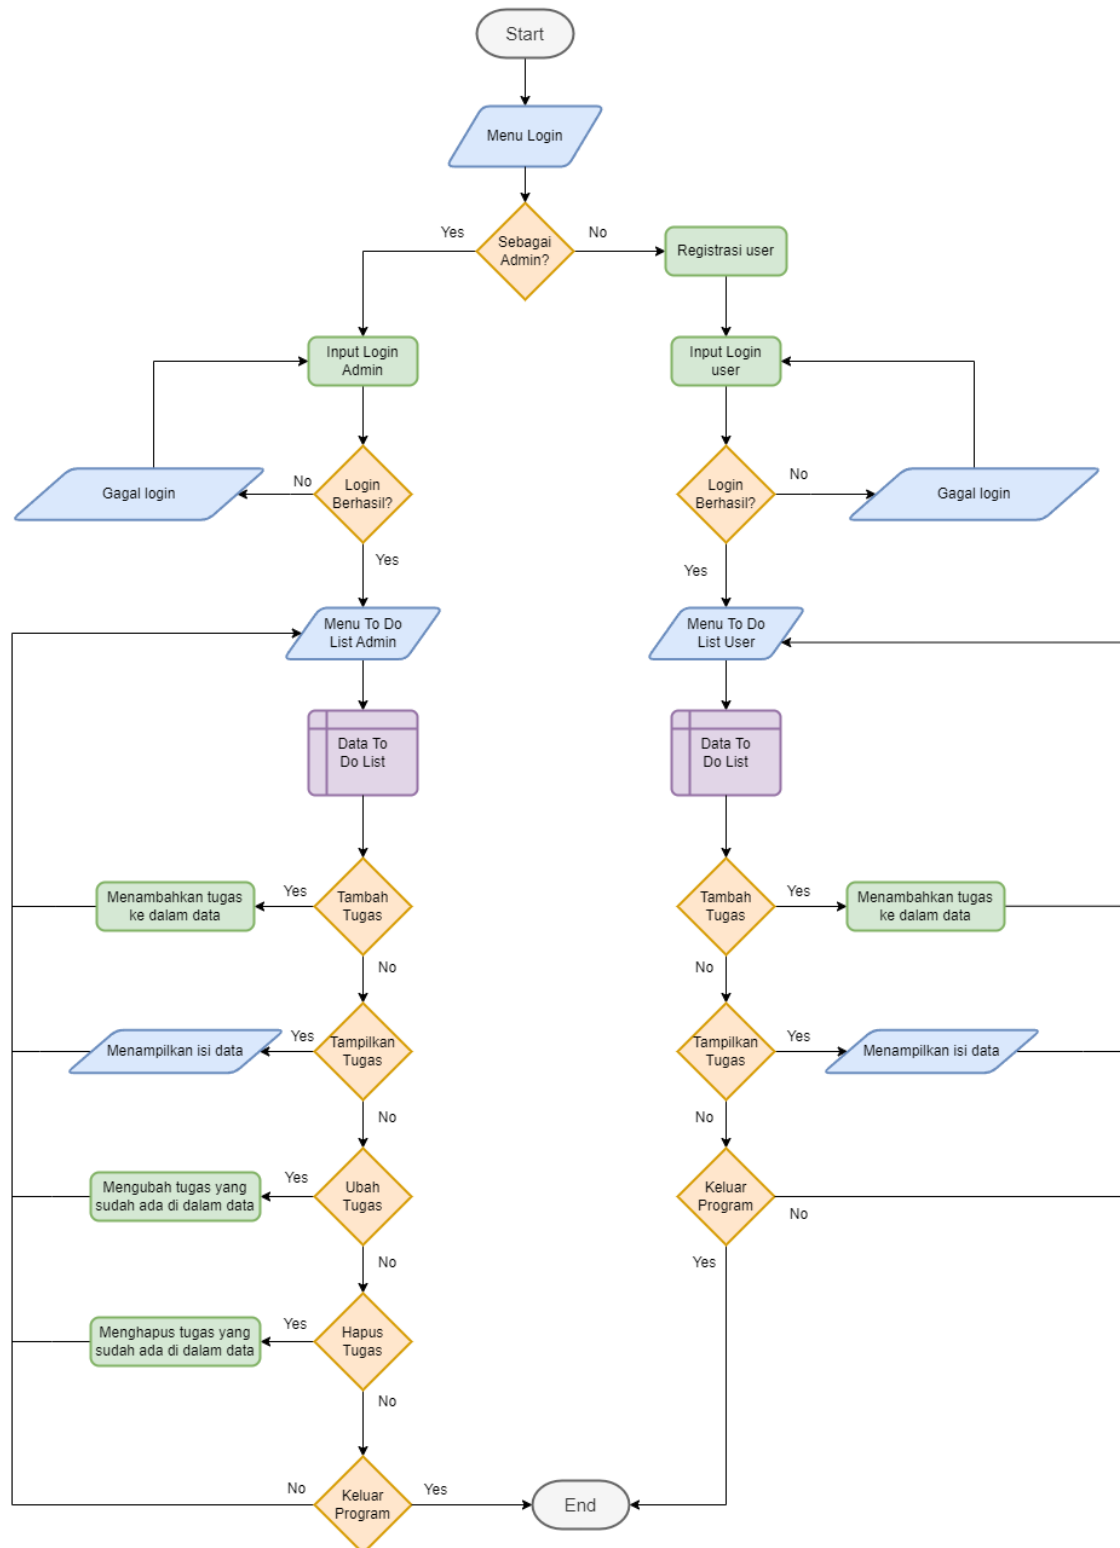 Start
Menu Login
Yes
Sebagai
Admin?
No
Registrasi user
Input Login
Admin
Input Login
user
Gagal login
No
Login
Berhasil?
Login
Berhasil?
No
Gagal login
Yes
Yes
Menu To Do
List Admin
Menu To Do
List User
Data To
Do List
Data To
Do List
Menambahkan tugas
ke dalam data
Yes
Tambah
Tugas
Tambah
Tugas
Yes
Menambahkan tugas
ke dalam data
No
No
Menampilkan isi data
Yes
Tampilkan
Tugas
Tampilkan
Tugas
Yes
Menampilkan isi data
No
No
Mengubah tugas yang
sudah ada di dalam data
Yes
Ubah
Tugas
Keluar
Program
No
No
Yes
Menghapus tugas yang
sudah ada di dalam data
Yes
Hapus
Tugas
No
No
Keluar
Program
Yes
End